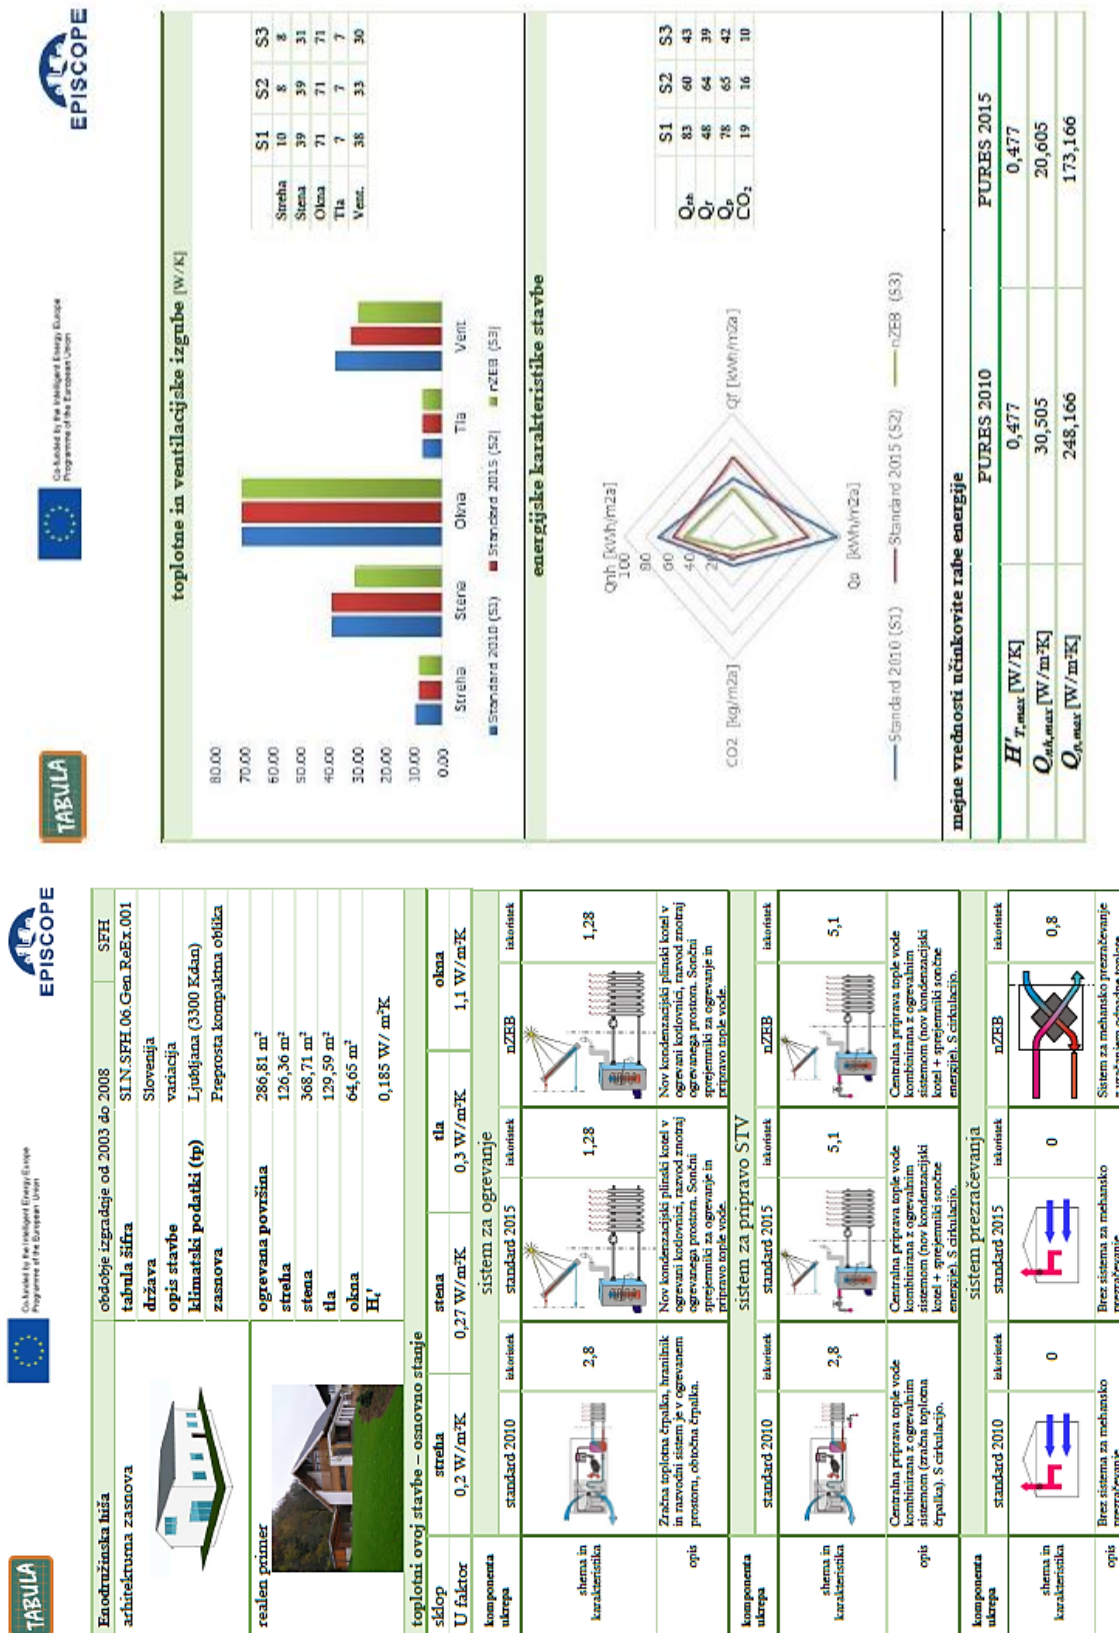 TABULA
Co-funded by the Intelligent Energy Europe
Programme of the European Union
EPISCOPE
Enodružinska hiša
obdobje izgradnje od 2003 do 2008
SFH
arhitekturna zasnova
tabula šifra
SI.N.SFH.06.Gen.ReEx.001
država
Slovenija
opis stavbe
variacija
klimatski podatki (tp)
Ljubljana (3300 Kdan)
zasnova
Preprosta kompaktna oblika
realen primer
ogrevana površina
286,81 m²
streha
126,36 m²
stena
368,71 m²
tla
129,59 m²
okna
64,65 m²
H't
0,185 W/ m²K
toplotni ovoj stavbe – osnovno stanje
sklop
streha
stena
tla
okna
U faktor
0,2 W/m²K
0,27 W/m²K
0,3 W/m²K
1,1 W/m²K
komponenta ukrepa
sistem za ogrevanje
standard 2010
izkoristek
standard 2015
izkoristek
nZEB
izkoristek
shema in karakteristika
2,8
1,28
1,28
opis
Zračna toplotna črpalka, hranilnik
in razvodni sistem je v ogrevanem
prostoru, obtočna črpalka.
Nov kondenzacijski plinski kotel v
ogrevani kotlovnici, razvod znotraj
ogrevanega prostora. Sončni
sprejemniki za ogrevanje in
pripravo tople vode.
Nov kondenzacijski plinski kotel v
ogrevani kotlovnici, razvod znotraj
ogrevanega prostora. Sončni
sprejemniki za ogrevanje in
pripravo tople vode.
komponenta ukrepa
sistem za pripravo STV
standard 2010
izkoristek
standard 2015
izkoristek
nZEB
izkoristek
shema in karakteristika
2,8
5,1
5,1
opis
Centralna priprava tople vode
kombinirana z ogrevalnim
sistemom (zračna toplotna
črpalka). S cirkulacijo.
Centralna priprava tople vode
kombinirana z ogrevalnim
sistemom (nov kondenzacijski
kotel + sprejemniki sončne
energije). S cirkulacijo.
Centralna priprava tople vode
kombinirana z ogrevalnim
sistemom (nov kondenzacijski
kotel + sprejemniki sončne
energije). S cirkulacijo.
komponenta ukrepa
sistem prezračevanja
standard 2010
izkoristek
standard 2015
izkoristek
nZEB
izkoristek
shema in karakteristika
0
0
0,8
opis
Brez sistema za mehansko
prezračevanje
Brez sistema za mehansko
prezračevanje
Sistem za mehansko prezračevanje
z vračanjem odpadne toplote
TABULA
Co-funded by the Intelligent Energy Europe
Programme of the European Union
EPISCOPE
toplotne in ventilacijske izgube [W/K]
80.00
70.00
60.00
50.00
40.00
30.00
20.00
10.00
0.00
Streha
Stena
Okna
Tla
Vent
Standard 2010 (S1)
Standard 2015 (S2)
nZEB (S3)
S1 S2 S3
Streha 10 8 8
Stena 39 39 31
Okna 71 71 71
Tla 7 7 7
Vent. 38 33 30
energijske karakteristike stavbe
Qnh [kWh/m2a]
100
80
60
40
20
Qf [kWh/m2a]
Qp [kWh/m2a]
CO2 [kg/m2a]
Standard 2010 (S1)
Standard 2015 (S2)
nZEB (S3)
S1 S2 S3
Qnh 83 60 43
Qf 48 64 39
Qp 78 65 42
CO2 19 16 10
mejne vrednosti učinkovite rabe energije
PURES 2010
PURES 2015
H'T,max [W/K]
0,477
0,477
Qnh,max [W/m²K]
30,505
20,605
Qp,max [W/m²K]
248,166
173,166